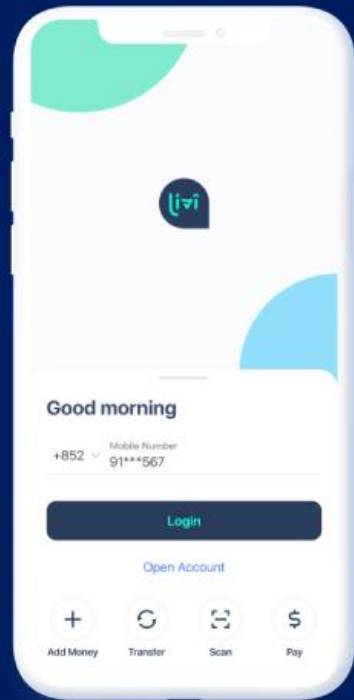 livi
Good morning
+852
Mobile Number
91***567
Login
Open Account
Add Money Transfer Scan Pay